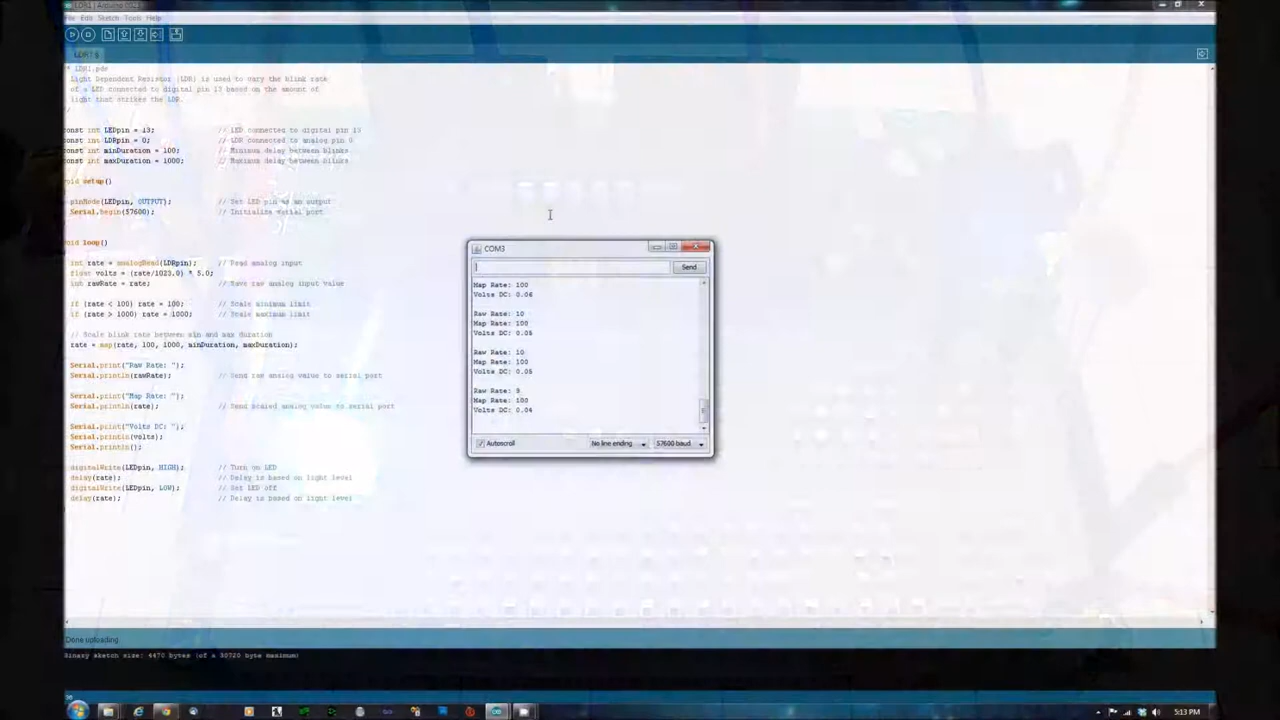 LDR1 | Arduino 0022
File Edit Sketch Tools Help
LDR1 §
LDR1.pde
Light Dependent Resistor (LDR) is used to vary the blink rate
of a LED connected to digital pin 13 based on the amount of
light that strikes the LDR.
const int LEDpin = 13; // LED connected to digital pin 13
const int LDRpin = 0; // LDR connected to analog pin 0
const int minDuration = 100; // Minimum delay between blinks
const int maxDuration = 1000; // Maximum delay between blinks
void setup()
pinMode(LEDpin, OUTPUT); // Set LED pin as an output
Serial.begin(57600); // Initialize serial port
void loop()
int rate = analogRead(LDRpin); // Read analog input
float volts = (rate/1023.0) * 5.0;
int rawRate = rate; // Save raw analog input value
if (rate < 100) rate = 100; // Scale minimum limit
if (rate > 1000) rate = 1000; // Scale maximum limit
// Scale blink rate between min and max duration
rate = map(rate, 100, 1000, minDuration, maxDuration);
Serial.print("Raw Rate: ");
Serial.println(rawRate); // Send raw analog value to serial port
Serial.print("Map Rate: ");
Serial.println(rate); // Send scaled analog value to serial port
Serial.print("Volts DC: ");
Serial.println(volts);
Serial.println();
digitalWrite(LEDpin, HIGH); // Turn on LED
delay(rate); // Delay is based on light level
digitalWrite(LEDpin, LOW); // Set LED off
delay(rate); // Delay is based on light level
COM3
Send
Map Rate: 100
Volts DC: 0.06
Raw Rate: 10
Map Rate: 100
Volts DC: 0.05
Raw Rate: 10
Map Rate: 100
Volts DC: 0.05
Raw Rate: 9
Map Rate: 100
Volts DC: 0.04
Autoscroll
No line ending
57600 baud
Done uploading.
Binary sketch size: 4470 bytes (of a 30720 byte maximum)
5:13 PM